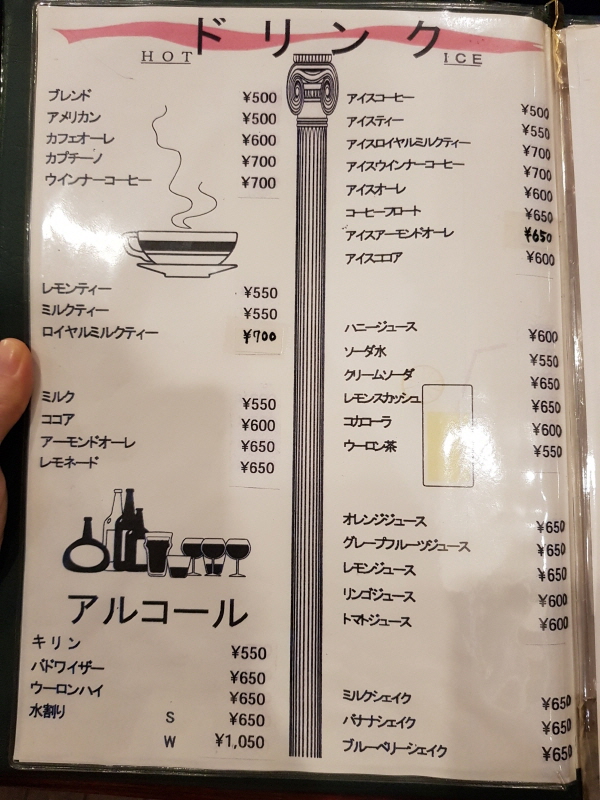 ドリンク
HOT
ブレンド ¥500
アメリカン ¥500
カフェオーレ ¥600
カプチーノ ¥700
ウインナーコーヒー ¥700
レモンティー ¥550
ミルクティー ¥550
ロイヤルミルクティー ¥700
ミルク ¥550
ココア ¥600
アーモンドオーレ ¥650
レモネード ¥650
アルコール
キリン ¥550
バドワイザー ¥650
ウーロンハイ ¥650
水割り S ¥650
W ¥1,050
ICE
アイスコーヒー ¥500
アイスティー ¥550
アイスロイヤルミルクティー ¥700
アイスウインナーコーヒー ¥700
アイスオーレ ¥600
コーヒーフロート ¥650
アイスアーモンドオーレ ¥650
アイスココア ¥600
ハニージュース ¥600
ソーダ水 ¥550
クリームソーダ ¥650
レモンスカッシュ ¥650
コカコーラ ¥600
ウーロン茶 ¥550
オレンジジュース ¥650
グレープフルーツジュース ¥650
レモンジュース ¥650
リンゴジュース ¥600
トマトジュース ¥600
ミルクシェイク ¥650
バナナシェイク ¥650
ブルーベリーシェイク ¥650